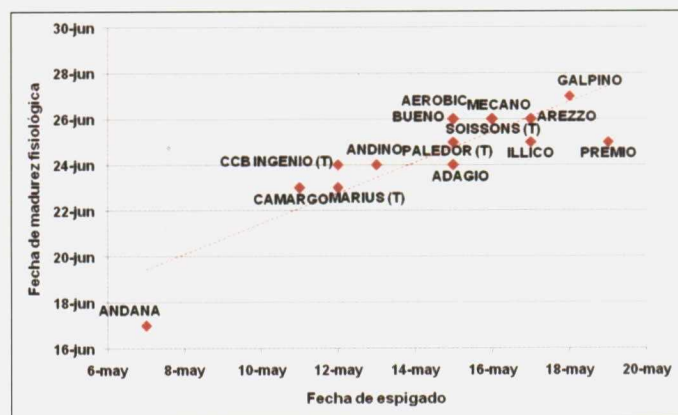 30-jun
28-jun
26-jun
24-jun
22-jun
20-jun
18-jun
16-jun
Fecha de madurez fisiológica
GALPINO
AEROBIC
MECANO
BUENO
AREZZO
SOISSONS (T)
CCB INGENIO (T)
ANDINO
PALEDOR (T)
ILLICO
PREMIO
ADAGIO
CAMARGO
MARIUS (T)
ANDANA
6-may 8-may 10-may 12-may 14-may 16-may 18-may 20-may
Fecha de espigado